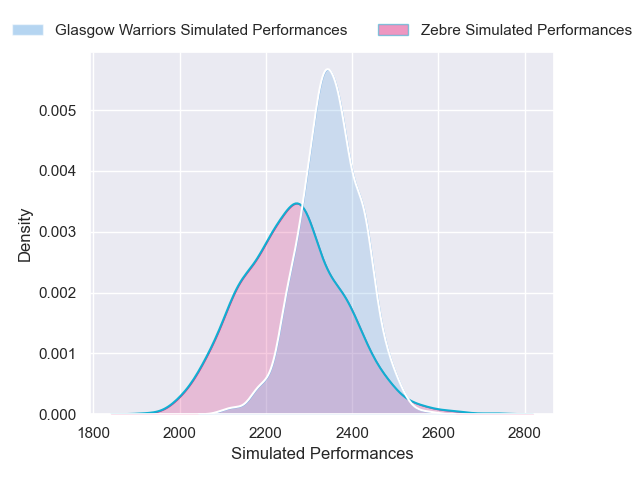 Glasgow Warriors Simulated Performances Zebre Simulated Performances
0.005
0.004
0.003
0.002
0.001
0.000
Density
1800 2000 2200 2400 2600 2800
Simulated Performances